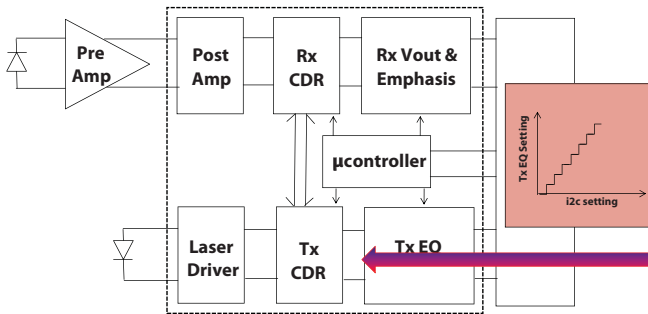 Pre
Amp
Post
Amp
Rx
CDR
Rx Vout &
Emphasis
µcontroller
Tx EQ Setting
i2c setting
Laser
Driver
Tx
CDR
Tx EQ